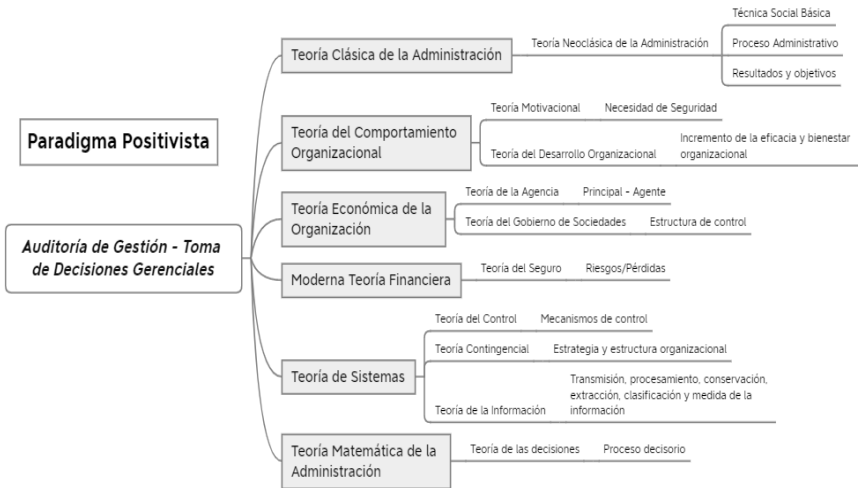 Paradigma Positivista
Auditoría de Gestión - Toma
de Decisiones Gerenciales
Teoría Clásica de la Administración
Teoría Neoclásica de la Administración
Técnica Social Básica
Proceso Administrativo
Resultados y objetivos
Teoría del Comportamiento
Organizacional
Teoría Motivacional
Necesidad de Seguridad
Teoría del Desarrollo Organizacional
Incremento de la eficacia y bienestar
organizacional
Teoría Económica de la
Organización
Teoría de la Agencia
Principal - Agente
Teoría del Gobierno de Sociedades
Estructura de control
Moderna Teoría Financiera
Teoría del Seguro
Riesgos/Pérdidas
Teoría de Sistemas
Teoría del Control
Mecanismos de control
Teoría Contingencial
Estrategia y estructura organizacional
Teoría de la Información
Transmisión, procesamiento, conservación,
extracción, clasificación y medida de la
información
Teoría Matemática de la
Administración
Teoría de las decisiones
Proceso decisorio